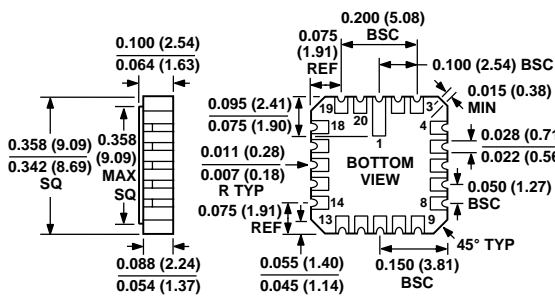 0.200 (5.08)
BSC
0.075
(1.91)
REF
0.100 (2.54) BSC
0.100 (2.54)
0.064 (1.63)
0.015 (0.38)
MIN
0.095 (2.41)
0.075 (1.90)
19
20
3
18
4
1
0.028 (0.71
0.022 (0.56
0.358 (9.09)
0.342 (8.69)
SQ
0.358
(9.09)
MAX
SQ
0.011 (0.28)
0.007 (0.18)
R TYP
BOTTOM
VIEW
0.050 (1.27)
BSC
0.075 (1.91)
REF
14
8
13
9
45° TYP
0.088 (2.24)
0.054 (1.37)
0.055 (1.40)
0.045 (1.14)
0.150 (3.81)
BSC